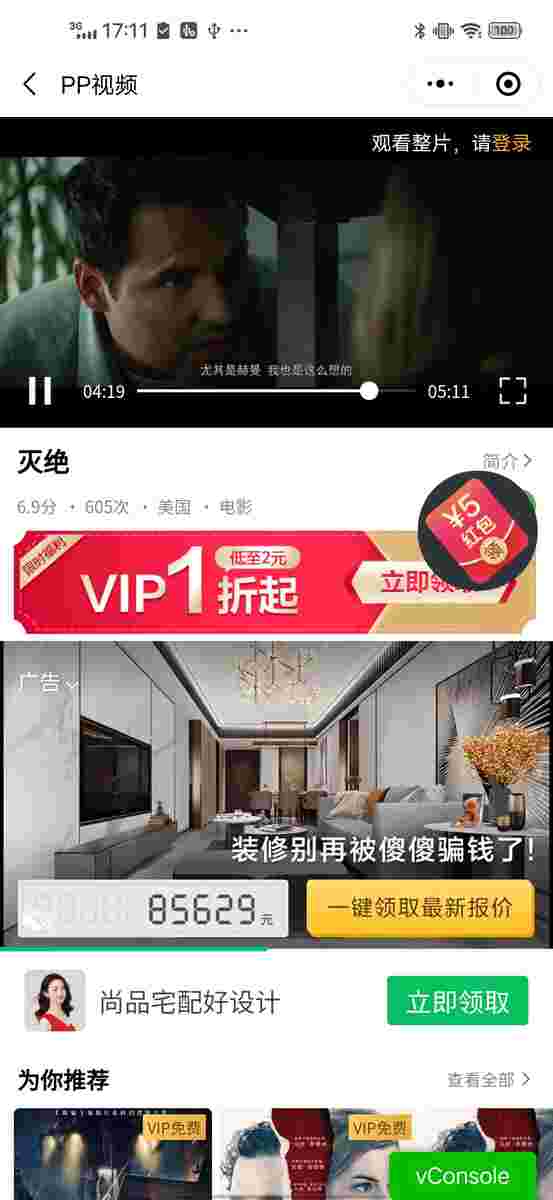 3G 17:11 100
PP视频
观看整片，请登录
尤其是赫曼 我也是这么想的
04:19 05:11
灭绝
简介
6.9分 · 605次 · 美国 · 电影
¥5
红包
领
限时福利
VIP1折起
低至2元
立即领取
广告
装修别再被傻傻骗钱了！
85629元
一键领取最新报价
尚品宅配好设计
立即领取
为你推荐
查看全部
VIP免费
VIP免费
vConsole